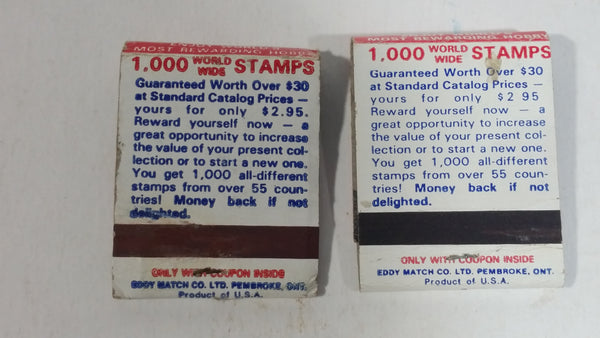 MOST REWARDING HOBBY
1,000 WORLD WIDE STAMPS
Guaranteed Worth Over $30
at Standard Catalog Prices —
yours for only $2.95.
Reward yourself now — a
great opportunity to increase
the value of your present col-
lection or to start a new one.
You get 1,000 all-different
stamps from over 55 coun-
tries! Money back if not
delighted.
ONLY WITH COUPON INSIDE
EDDY MATCH CO. LTD. PEMBROKE, ONT.
Product of U.S.A.
MOST REWARDING HOBBY
1,000 WORLD WIDE STAMPS
Guaranteed Worth Over $30
at Standard Catalog Prices —
yours for only $2 95
Reward yourself now — a
great opportunity to increase
the value of your present col-
lection or to start a new one.
You get 1,000 all-different
stamps from over 55 coun-
tries! Money back if not
delighted.
ONLY WITH COUPON INSIDE
EDDY MATCH CO. LTD. PEMBROKE, ONT.
Product of U.S.A.